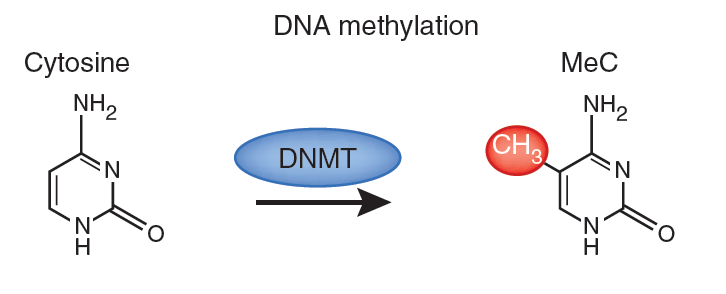 DNA methylation
Cytosine
MeC
NH2
NH2
DNMT
CH3
N
N
N
H
O
N
H
O